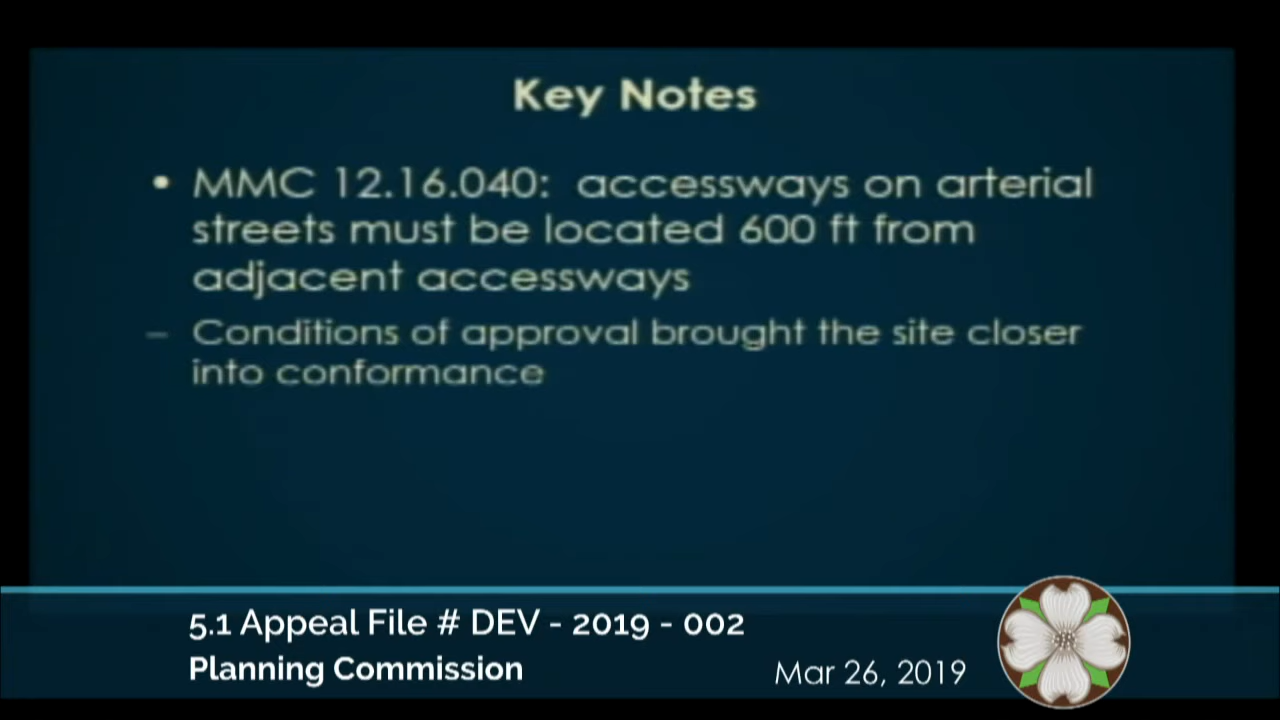 Key Notes
• MMC 12.16.040: accessways on arterial
streets must be located 600 ft from
adjacent accessways
– Conditions of approval brought the site closer
into conformance
5.1 Appeal File # DEV - 2019 - 002
Planning Commission
Mar 26, 2019